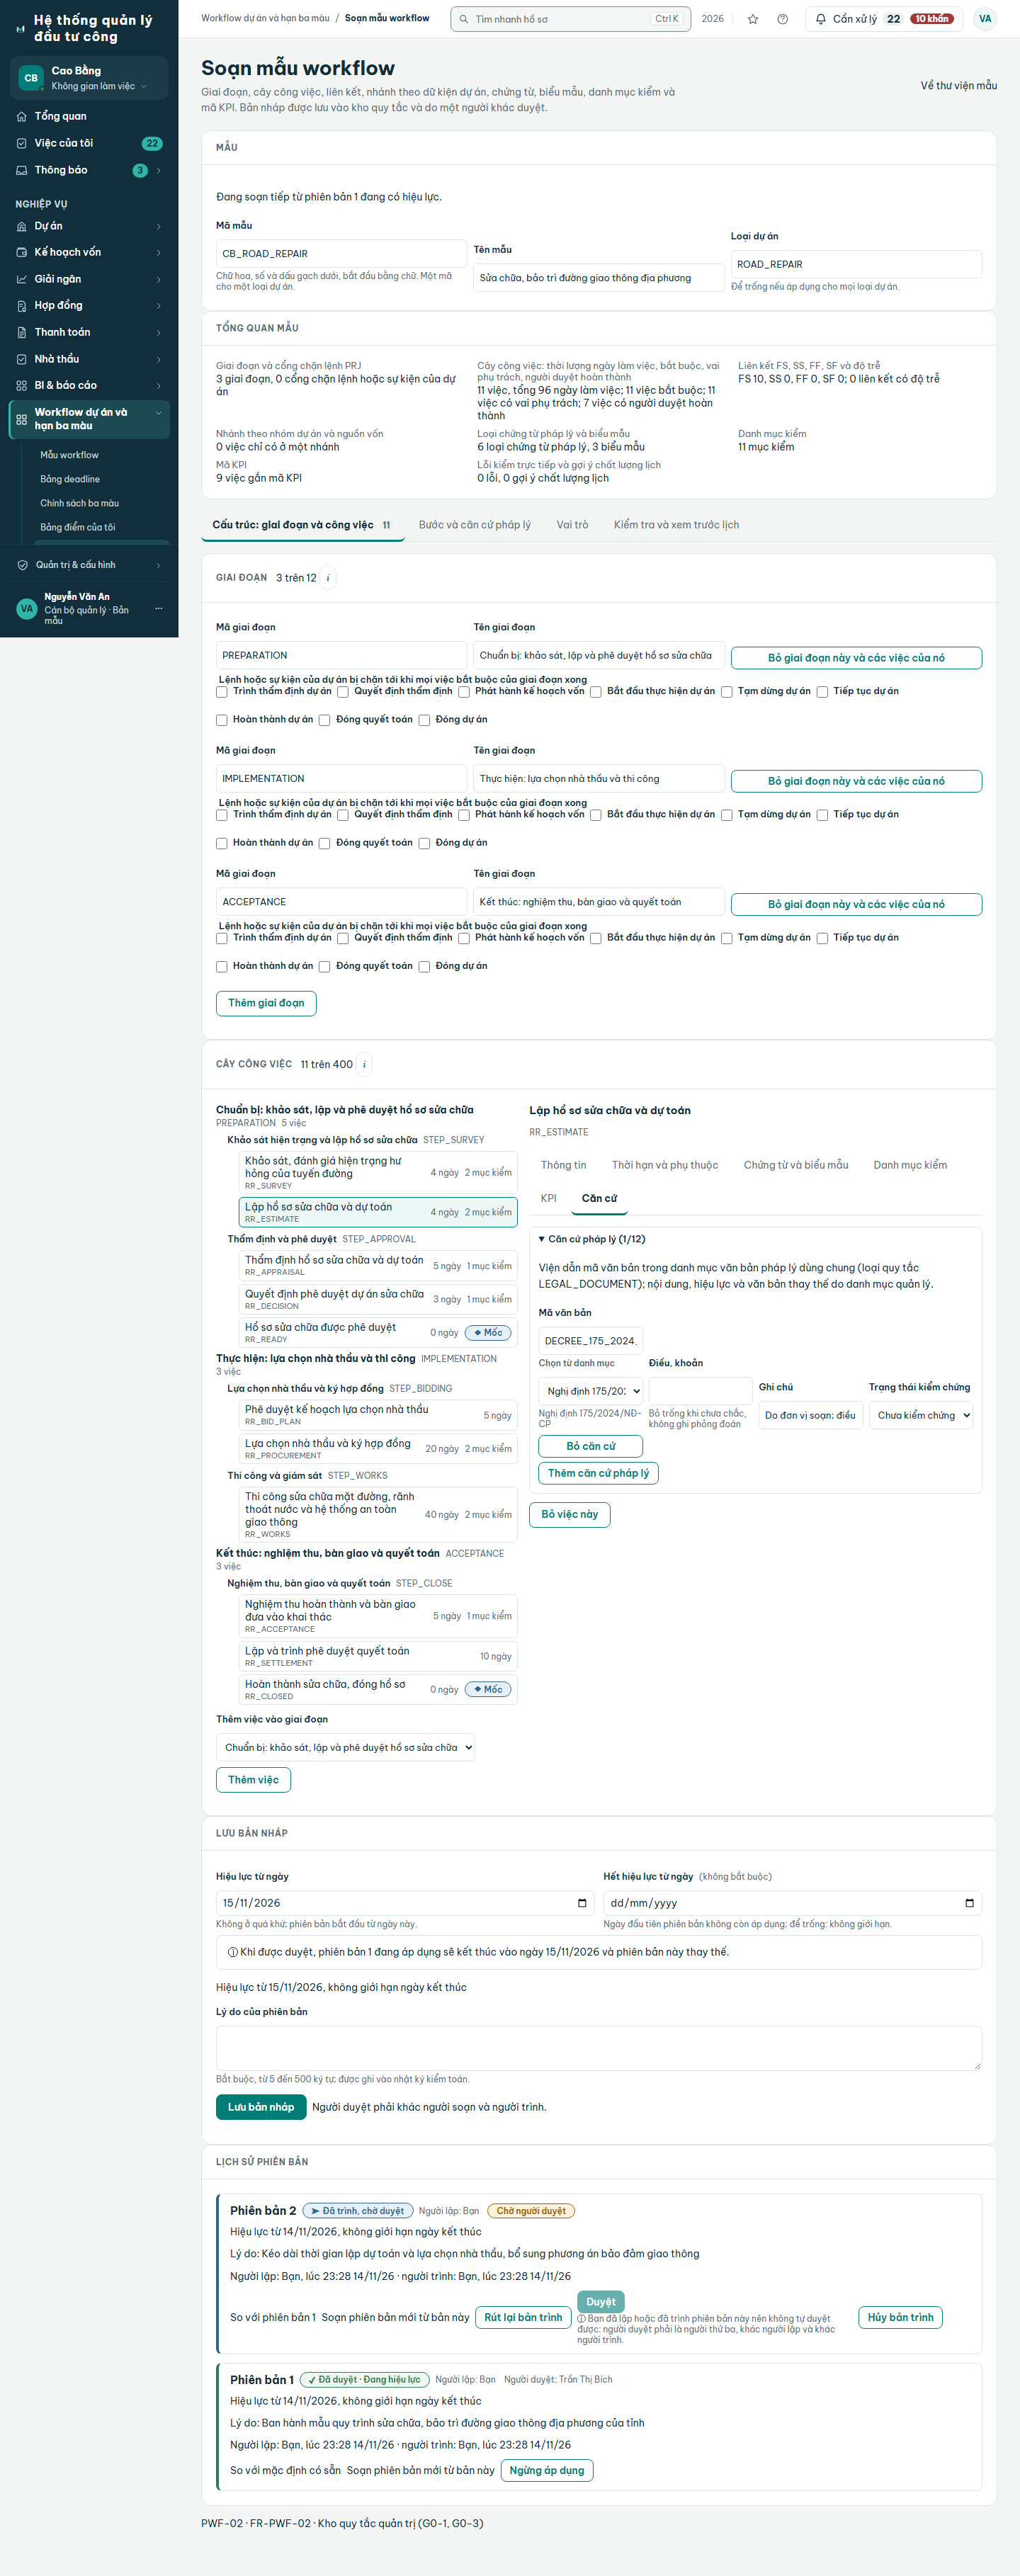 Hệ thống quản lý
đầu tư công
CB
Cao Bằng
Không gian làm việc
Tổng quan
Việc của tôi 22
Thông báo 3
NGHIỆP VỤ
Dự án
Kế hoạch vốn
Giải ngân
Hợp đồng
Thanh toán
Nhà thầu
BI & báo cáo
Workflow dự án và
hạn ba màu
Mẫu workflow
Bảng deadline
Chính sách ba màu
Bảng điểm của tôi
Quản trị & cấu hình
VA
Nguyễn Văn An
Cán bộ quản lý · Bản
mẫu
Workflow dự án và hạn ba màu / Soạn mẫu workflow
Tìm nhanh hồ sơ Ctrl K
2026
Cần xử lý 22 10 khẩn
VA
Soạn mẫu workflow
Giai đoạn, cây công việc, liên kết, nhánh theo dữ kiện dự án, chứng từ, biểu mẫu, danh mục kiểm và
mã KPI. Bản nháp được lưu vào kho quy tắc và do một người khác duyệt.
Về thư viện mẫu
MẪU
Đang soạn tiếp từ phiên bản 1 đang có hiệu lực.
Mã mẫu
CB_ROAD_REPAIR
Chữ hoa, số và dấu gạch dưới, bắt đầu bằng chữ. Một mã
cho một loại dự án.
Tên mẫu
Sửa chữa, bảo trì đường giao thông địa phương
Loại dự án
ROAD_REPAIR
Để trống nếu áp dụng cho mọi loại dự án.
TỔNG QUAN MẪU
Giai đoạn và cổng chặn lệnh PRJ
3 giai đoạn, 0 cổng chặn lệnh hoặc sự kiện của dự
án
Cây công việc: thời lượng ngày làm việc, bắt buộc, vai
phụ trách, người duyệt hoàn thành
11 việc, tổng 96 ngày làm việc; 11 việc bắt buộc; 11
việc có vai phụ trách; 7 việc có người duyệt hoàn
thành
Liên kết FS, SS, FF, SF và độ trễ
FS 10, SS 0, FF 0, SF 0; 0 liên kết có độ trễ
Nhánh theo nhóm dự án và nguồn vốn
0 việc chỉ có ở một nhánh
Loại chứng từ pháp lý và biểu mẫu
6 loại chứng từ pháp lý, 3 biểu mẫu
Danh mục kiểm
11 mục kiểm
Mã KPI
9 việc gắn mã KPI
Lỗi kiểm trực tiếp và gợi ý chất lượng lịch
0 lỗi, 0 gợi ý chất lượng lịch
Cấu trúc: giai đoạn và công việc 11
Bước và căn cứ pháp lý
Vai trò
Kiểm tra và xem trước lịch
GIAI ĐOẠN 3 trên 12 i
Mã giai đoạn
PREPARATION
Tên giai đoạn
Chuẩn bị: khảo sát, lập và phê duyệt hồ sơ sửa chữa
Bỏ giai đoạn này và các việc của nó
Lệnh hoặc sự kiện của dự án bị chặn tới khi mọi việc bắt buộc của giai đoạn xong
Trình thẩm định dự án Quyết định thẩm định Phát hành kế hoạch vốn Bắt đầu thực hiện dự án Tạm dừng dự án Tiếp tục dự án
Hoàn thành dự án Đóng quyết toán Đóng dự án
Mã giai đoạn
IMPLEMENTATION
Tên giai đoạn
Thực hiện: lựa chọn nhà thầu và thi công
Bỏ giai đoạn này và các việc của nó
Lệnh hoặc sự kiện của dự án bị chặn tới khi mọi việc bắt buộc của giai đoạn xong
Trình thẩm định dự án Quyết định thẩm định Phát hành kế hoạch vốn Bắt đầu thực hiện dự án Tạm dừng dự án Tiếp tục dự án
Hoàn thành dự án Đóng quyết toán Đóng dự án
Mã giai đoạn
ACCEPTANCE
Tên giai đoạn
Kết thúc: nghiệm thu, bàn giao và quyết toán
Bỏ giai đoạn này và các việc của nó
Lệnh hoặc sự kiện của dự án bị chặn tới khi mọi việc bắt buộc của giai đoạn xong
Trình thẩm định dự án Quyết định thẩm định Phát hành kế hoạch vốn Bắt đầu thực hiện dự án Tạm dừng dự án Tiếp tục dự án
Hoàn thành dự án Đóng quyết toán Đóng dự án
Thêm giai đoạn
CÂY CÔNG VIỆC 11 trên 400 i
Chuẩn bị: khảo sát, lập và phê duyệt hồ sơ sửa chữa
PREPARATION 5 việc
Khảo sát hiện trạng và lập hồ sơ sửa chữa STEP_SURVEY
Khảo sát, đánh giá hiện trạng hư
hỏng của tuyến đường
RR_SURVEY
4 ngày 2 mục kiểm
Lập hồ sơ sửa chữa và dự toán
RR_ESTIMATE
4 ngày 2 mục kiểm
Thẩm định và phê duyệt STEP_APPROVAL
Thẩm định hồ sơ sửa chữa và dự toán
RR_APPRAISAL
5 ngày 1 mục kiểm
Quyết định phê duyệt dự án sửa chữa
RR_DECISION
3 ngày 1 mục kiểm
Hồ sơ sửa chữa được phê duyệt
RR_READY
0 ngày Mốc
Thực hiện: lựa chọn nhà thầu và thi công IMPLEMENTATION
3 việc
Lựa chọn nhà thầu và ký hợp đồng STEP_BIDDING
Phê duyệt kế hoạch lựa chọn nhà thầu
RR_BID_PLAN
5 ngày
Lựa chọn nhà thầu và ký hợp đồng
RR_PROCUREMENT
20 ngày 2 mục kiểm
Thi công và giám sát STEP_WORKS
Thi công sửa chữa mặt đường, rãnh
thoát nước và hệ thống an toàn
giao thông
RR_WORKS
40 ngày 2 mục kiểm
Kết thúc: nghiệm thu, bàn giao và quyết toán ACCEPTANCE
3 việc
Nghiệm thu, bàn giao và quyết toán STEP_CLOSE
Nghiệm thu hoàn thành và bàn giao
đưa vào khai thác
RR_ACCEPTANCE
5 ngày 1 mục kiểm
Lập và trình phê duyệt quyết toán
RR_SETTLEMENT
10 ngày
Hoàn thành sửa chữa, đóng hồ sơ
RR_CLOSED
0 ngày Mốc
Thêm việc vào giai đoạn
Chuẩn bị: khảo sát, lập và phê duyệt hồ sơ sửa chữa
Thêm việc
Lập hồ sơ sửa chữa và dự toán
RR_ESTIMATE
Thông tin
Thời hạn và phụ thuộc
Chứng từ và biểu mẫu
Danh mục kiểm
KPI
Căn cứ
Căn cứ pháp lý (1/12)
Viện dẫn mã văn bản trong danh mục văn bản pháp lý dùng chung (loại quy tắc
LEGAL_DOCUMENT); nội dung, hiệu lực và văn bản thay thế do danh mục quản lý.
Mã văn bản
DECREE_175_2024,
Chọn từ danh mục
Nghị định 175/202
Nghị định 175/2024/NĐ-
CP
Điều, khoản
Bỏ trống khi chưa chắc,
không ghi phỏng đoán
Ghi chú
Do đơn vị soạn; điều
Trạng thái kiểm chứng
Chưa kiểm chứng
Bỏ căn cứ
Thêm căn cứ pháp lý
Bỏ việc này
LƯU BẢN NHÁP
Hiệu lực từ ngày
15/11/2026
Không ở quá khứ; phiên bản bắt đầu từ ngày này.
Hết hiệu lực từ ngày (không bắt buộc)
dd/mm/yyyy
Ngày đầu tiên phiên bản không còn áp dụng; để trống: không giới hạn.
Khi được duyệt, phiên bản 1 đang áp dụng sẽ kết thúc vào ngày 15/11/2026 và phiên bản này thay thế.
Hiệu lực từ 15/11/2026, không giới hạn ngày kết thúc
Lý do của phiên bản
Bắt buộc, từ 5 đến 500 ký tự; được ghi vào nhật ký kiểm toán.
Lưu bản nháp
Người duyệt phải khác người soạn và người trình.
LỊCH SỬ PHIÊN BẢN
Phiên bản 2 Đã trình, chờ duyệt Người lập: Bạn Chờ người duyệt
Hiệu lực từ 14/11/2026, không giới hạn ngày kết thúc
Lý do: Kéo dài thời gian lập dự toán và lựa chọn nhà thầu, bổ sung phương án bảo đảm giao thông
Người lập: Bạn, lúc 23:28 14/11/26 · người trình: Bạn, lúc 23:28 14/11/26
So với phiên bản 1 Soạn phiên bản mới từ bản này Rút lại bản trình
Duyệt
Bạn đã lập hoặc đã trình phiên bản này nên không tự duyệt
được; người duyệt phải là người thứ ba, khác người lập và khác
người trình.
Hủy bản trình
Phiên bản 1 Đã duyệt · Đang hiệu lực Người lập: Bạn Người duyệt: Trần Thị Bích
Hiệu lực từ 14/11/2026, không giới hạn ngày kết thúc
Lý do: Ban hành mẫu quy trình sửa chữa, bảo trì đường giao thông địa phương của tỉnh
Người lập: Bạn, lúc 23:28 14/11/26 · người trình: Bạn, lúc 23:28 14/11/26
So với mặc định có sẵn Soạn phiên bản mới từ bản này Ngừng áp dụng
PWF-02 · FR-PWF-02 · Kho quy tắc quản trị (G0-1, G0-3)